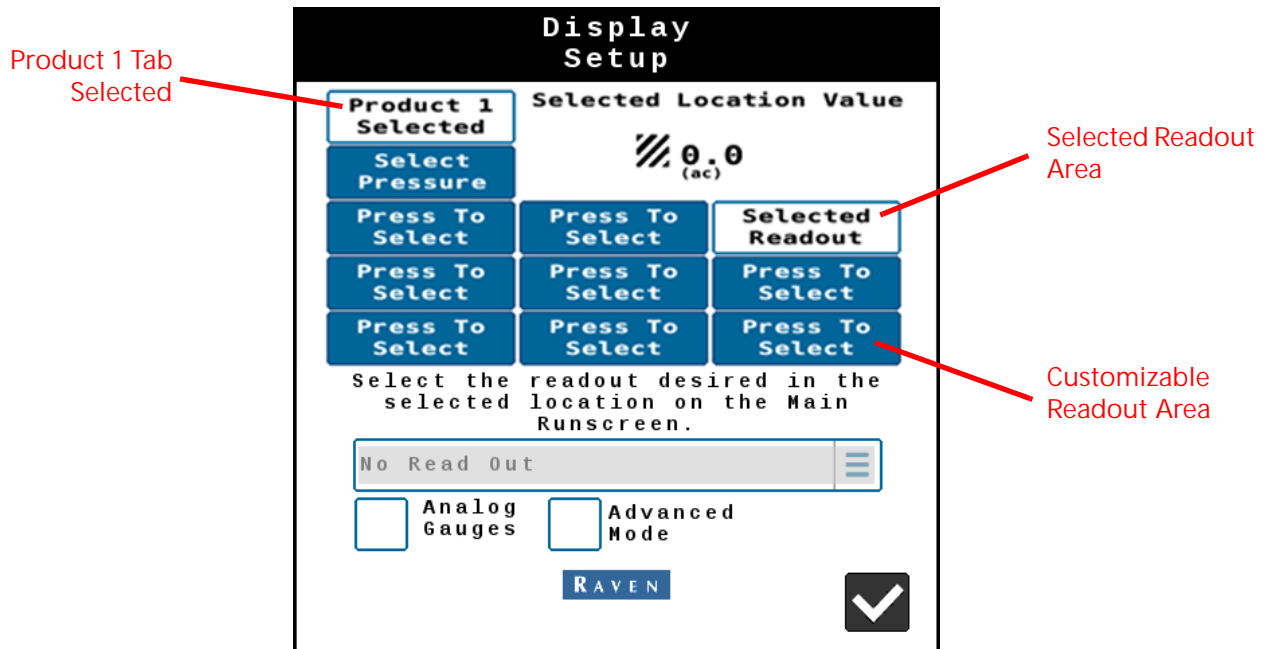 Display
Setup
Product 1 Tab
Selected
Product 1
Selected
Selected Location Value
0.0
(ac)
Select
Pressure
Selected Readout
Area
Press To
Select
Press To
Select
Selected
Readout
Press To
Select
Press To
Select
Press To
Select
Press To
Select
Press To
Select
Press To
Select
Select the readout desired in the
selected location on the Main
Runscreen.
Customizable
Readout Area
No Read Out
Analog
Gauges
Advanced
Mode
RAVEN